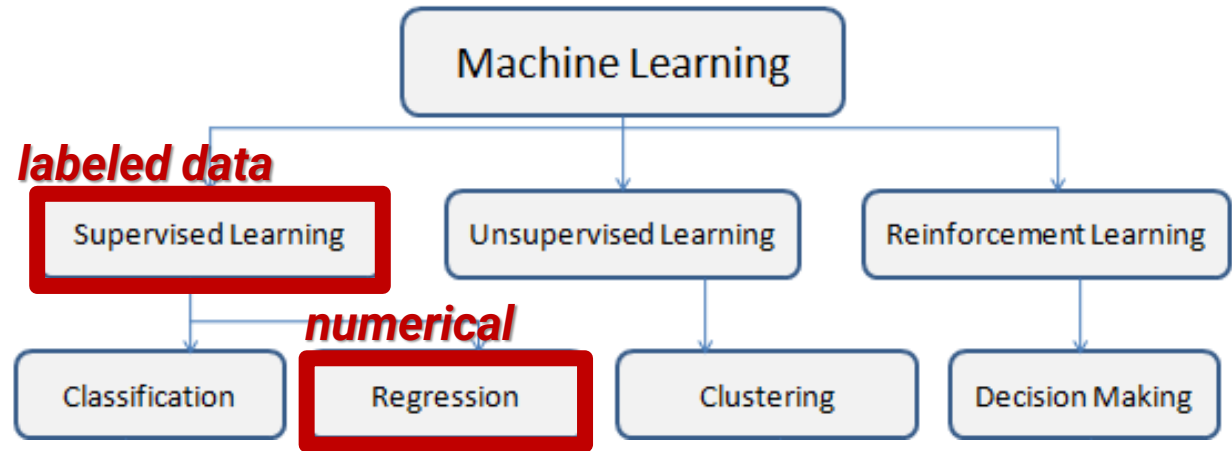 Machine Learning
labeled data
Supervised Learning
Unsupervised Learning
Reinforcement Learning
numerical
Classification
Regression
Clustering
Decision Making